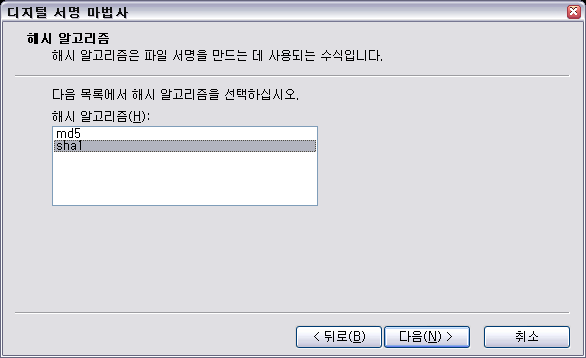 디지털 서명 마법사
해시 알고리즘
해시 알고리즘은 파일 서명을 만드는 데 사용되는 수식입니다.
다음 목록에서 해시 알고리즘을 선택하십시오.
해시 알고리즘(H):
md5
sha1
< 뒤로(B)
다음(N) >
취소